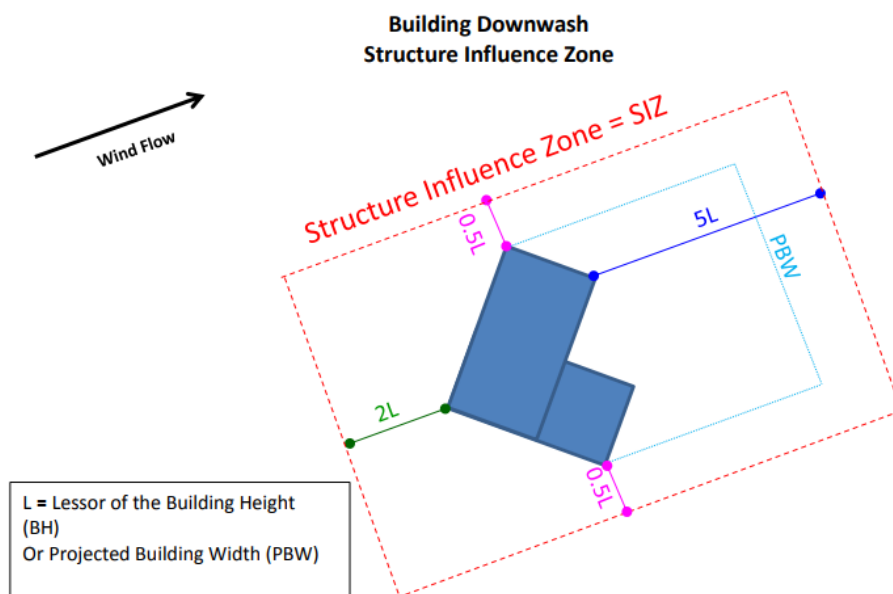 Building Downwash
Structure Influence Zone
Wind Flow
Structure Influence Zone = SIZ
0.5L
5L
PBW
2L
0.5L
L = Lessor of the Building Height
(BH)
Or Projected Building Width (PBW)